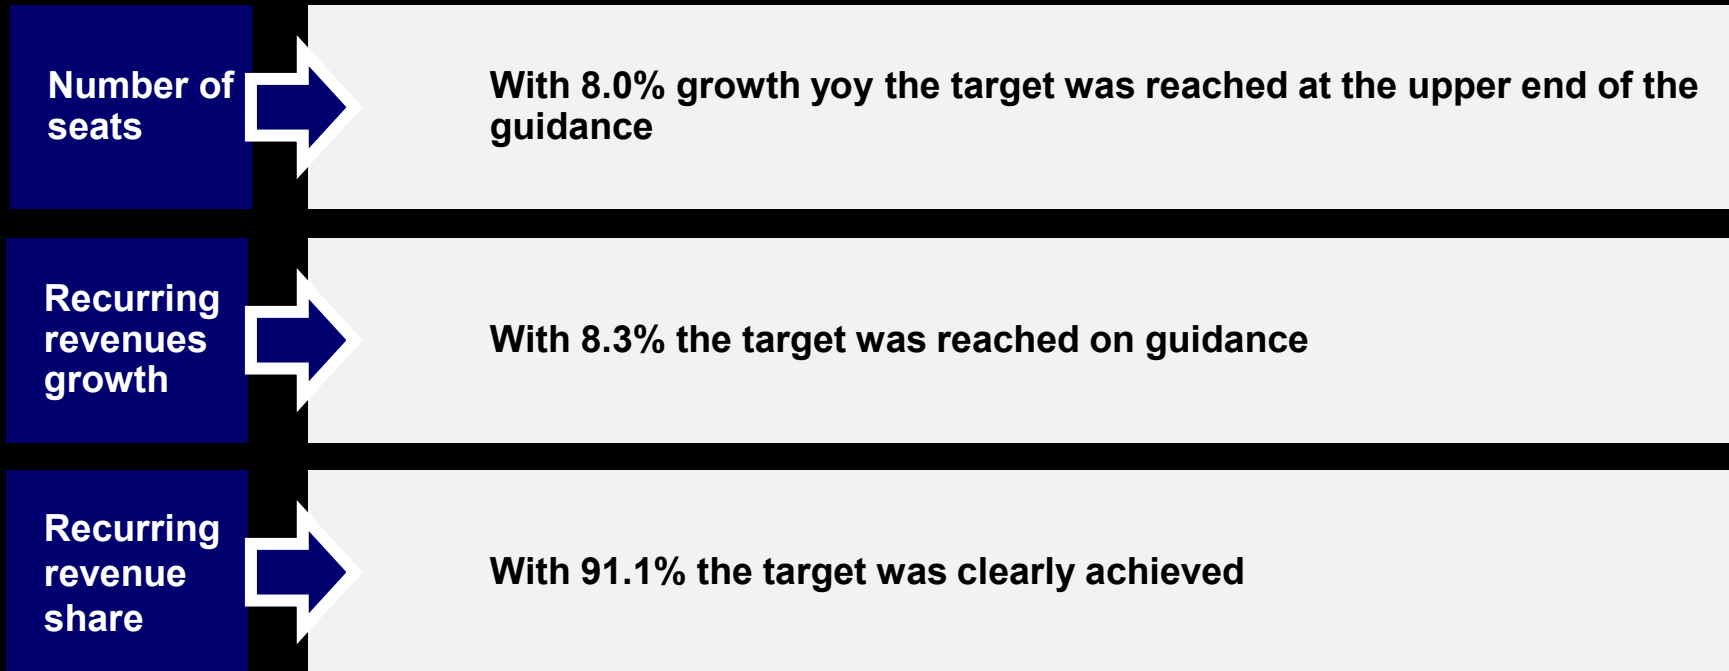 Number of
seats
With 8.0% growth yoy the target was reached at the upper end of the
guidance
Recurring
revenues
growth
With 8.3% the target was reached on guidance
Recurring
revenue
share
With 91.1% the target was clearly achieved